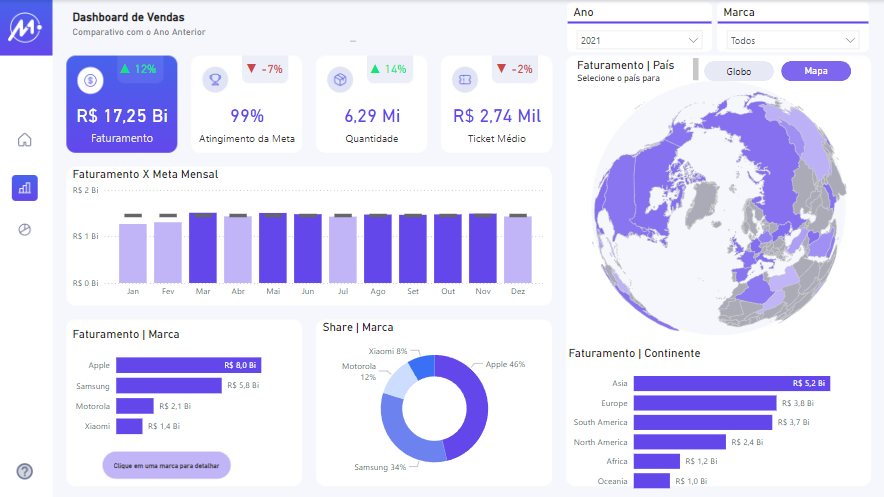 Dashboard de Vendas
Comparativo com o Ano Anterior
Ano
2021
Marca
Todos
12%
R$ 17,25 Bi
Faturamento
-7%
99%
Atingimento da Meta
14%
6,29 Mi
Quantidade
-2%
R$ 2,74 Mil
Ticket Médio
Faturamento | País
Selecione o país para
Globo
Mapa
Faturamento X Meta Mensal
R$ 2 Bi
R$ 1 Bi
R$ 0 Bi
Jan Fev Mar Abr Mai Jun Jul Ago Set Out Nov Dez
Faturamento | Marca
Apple R$ 8,0 Bi
Samsung R$ 5,8 Bi
Motorola R$ 2,1 Bi
Xiaomi R$ 1,4 Bi
Clique em uma marca para detalhar
Share | Marca
Xiaomi 8%
Apple 46%
Motorola
12%
Samsung 34%
Faturamento | Continente
Asia R$ 5,2 Bi
Europe R$ 3,8 Bi
South America R$ 3,7 Bi
North America R$ 2,4 Bi
Africa R$ 1,2 Bi
Oceania R$ 1,0 Bi